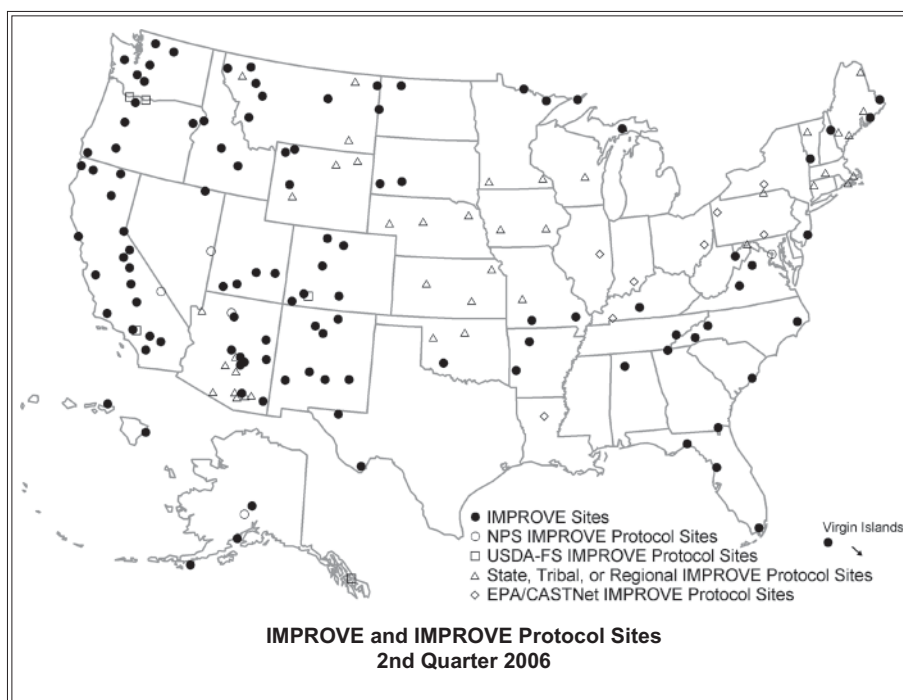 IMPROVE Sites
NPS IMPROVE Protocol Sites
USDA-FS IMPROVE Protocol Sites
State, Tribal, or Regional IMPROVE Protocol Sites
EPA/CASTNet IMPROVE Protocol Sites
Virgin Islands
IMPROVE and IMPROVE Protocol Sites
2nd Quarter 2006